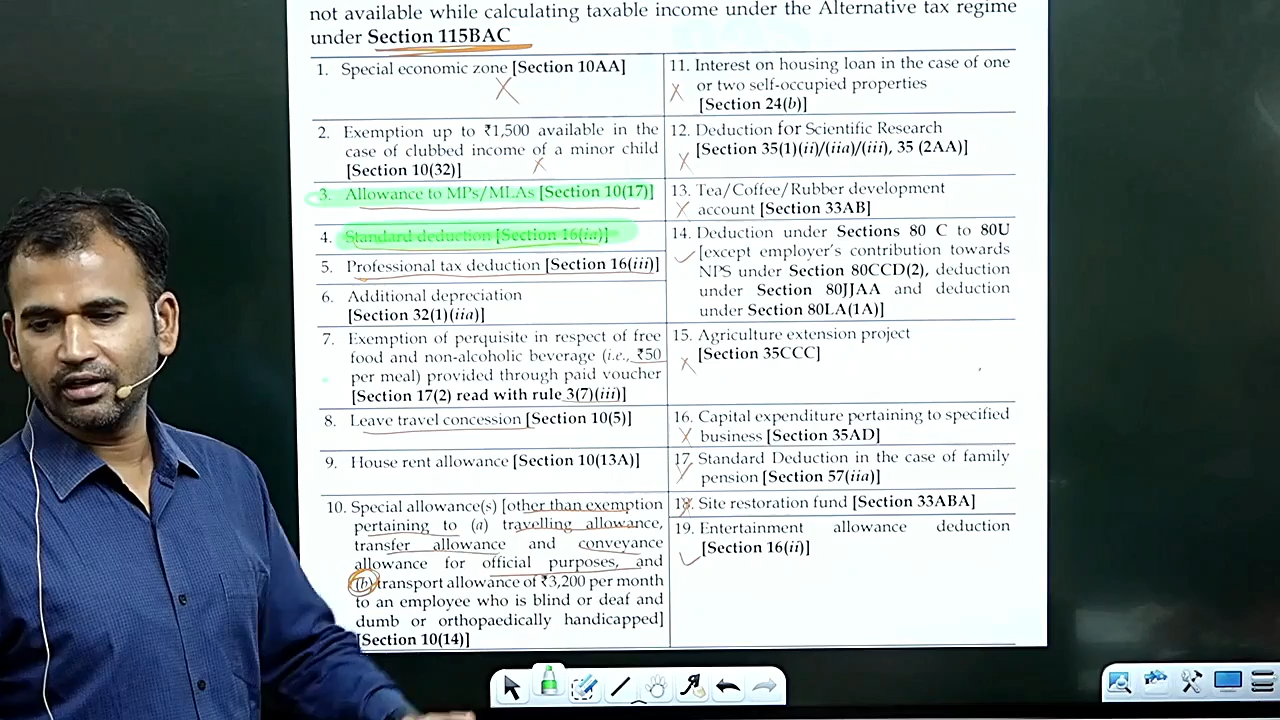 not available while calculating taxable income under the Alternative tax regime
under Section 115BAC
1. Special economic zone [Section 10AA]
2. Exemption up to ₹1,500 available in the
case of clubbed income of a minor child
[Section 10(32)]
3. Allowance to MPs/MLAs [Section 10(17)]
4. Standard deduction [Section 16(ia)]
5. Professional tax deduction [Section 16(iii)]
6. Additional depreciation
[Section 32(1)(iia)]
7. Exemption of perquisite in respect of free
food and non-alcoholic beverage (i.e., ₹50
per meal) provided through paid voucher
[Section 17(2) read with rule 3(7)(iii)]
8. Leave travel concession [Section 10(5)]
9. House rent allowance [Section 10(13A)]
10. Special allowance(s) [other than exemption
pertaining to (a) travelling allowance,
transfer allowance and conveyance
allowance for official purposes, and
(b) transport allowance of ₹3,200 per month
to an employee who is blind or deaf and
dumb or orthopaedically handicapped]
[Section 10(14)]
11. Interest on housing loan in the case of one
or two self-occupied properties
[Section 24(b)]
12. Deduction for Scientific Research
[Section 35(1)(ii)/(iia)/(iii), 35 (2AA)]
13. Tea/Coffee/Rubber development
account [Section 33AB]
14. Deduction under Sections 80 C to 80U
[except employer's contribution towards
NPS under Section 80CCD(2), deduction
under Section 80JJAA and deduction
under Section 80LA(1A)]
15. Agriculture extension project
[Section 35CCC]
16. Capital expenditure pertaining to specified
business [Section 35AD]
17. Standard Deduction in the case of family
pension [Section 57(iia)]
18. Site restoration fund [Section 33ABA]
19. Entertainment allowance deduction
[Section 16(ii)]